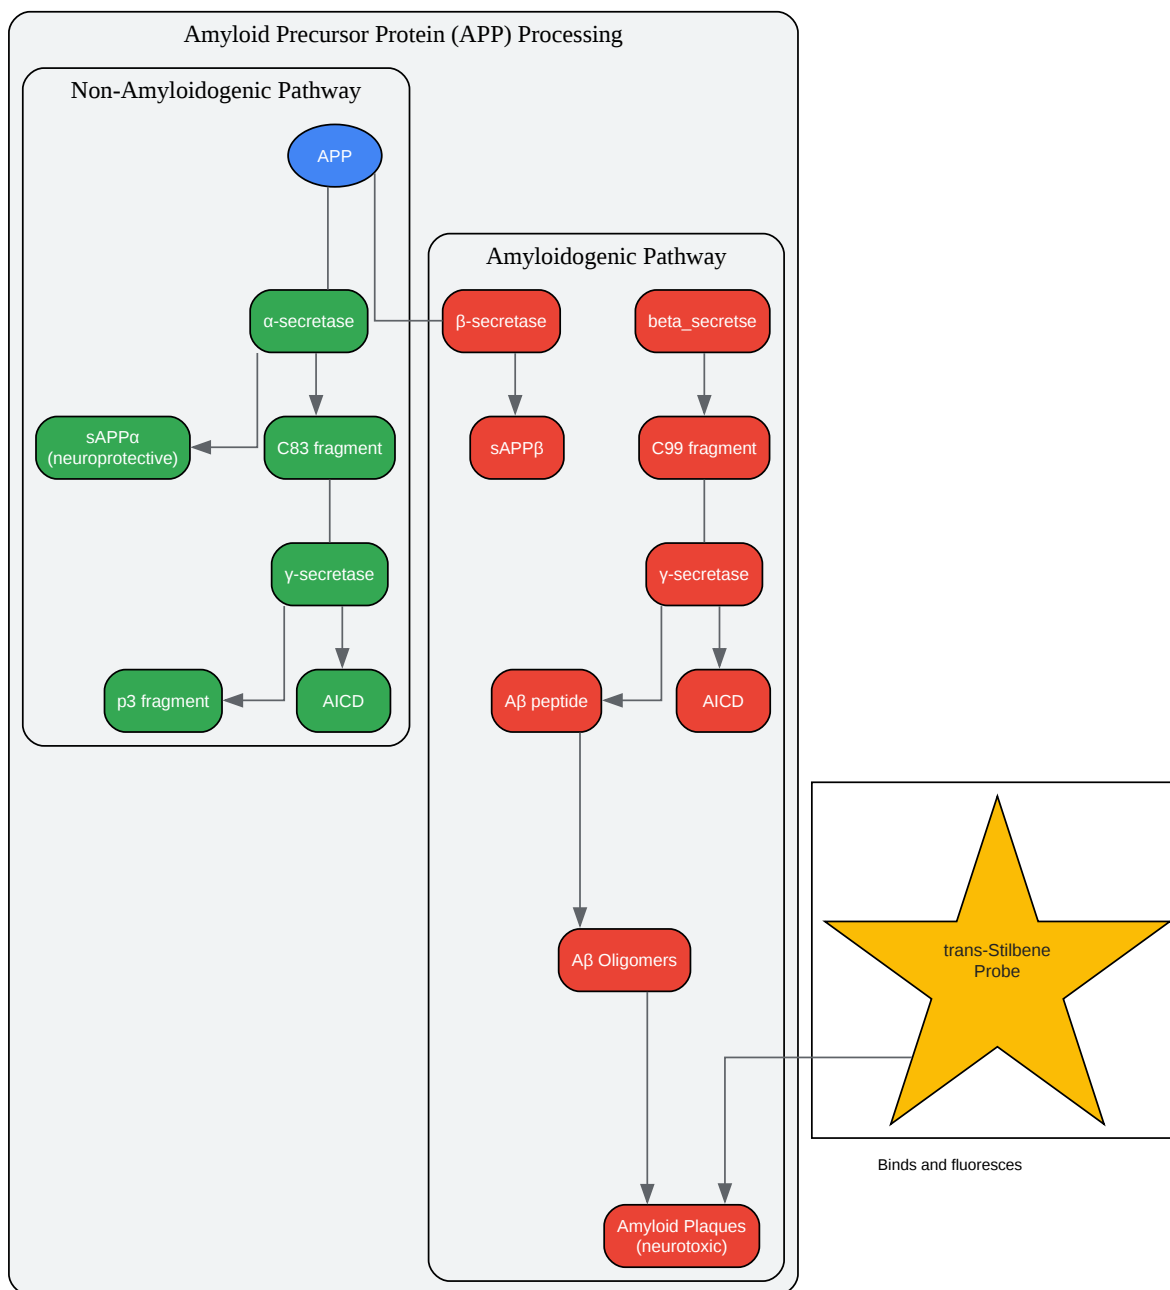 Amyloid Precursor Protein (APP) Processing
Non-Amyloidogenic Pathway
APP
Amyloidogenic Pathway
α-secretase
β-secretase
beta_secretse
sAPPα
(neuroprotective)
C83 fragment
sAPPβ
C99 fragment
γ-secretase
γ-secretase
p3 fragment
AICD
Aβ peptide
AICD
Aβ Oligomers
trans-Stilbene
Probe
Binds and fluoresces
Amyloid Plaques
(neurotoxic)